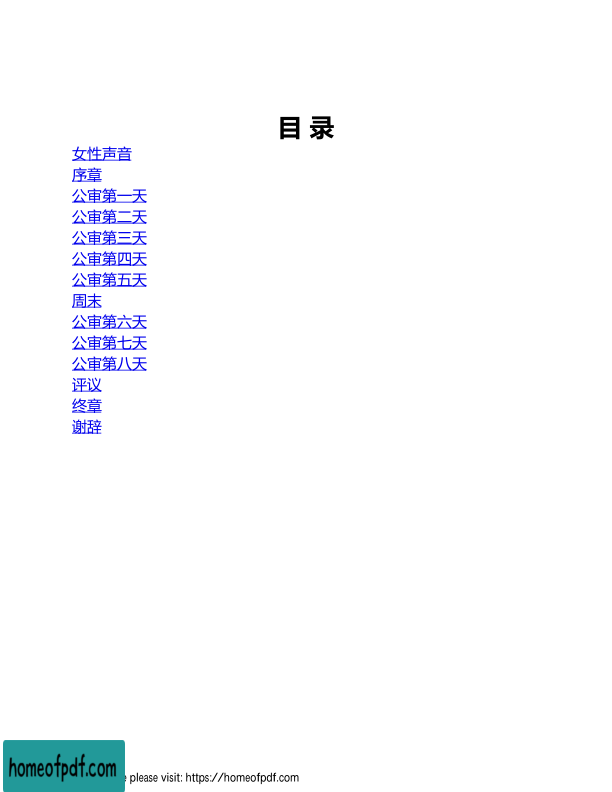 目 录
女性声音
序章
公审第一天
公审第二天
公审第三天
公审第四天
公审第五天
周末
公审第六天
公审第七天
公审第八天
评议
终章
谢辞
homeofpdf.com
please visit: https://homeofpdf.com